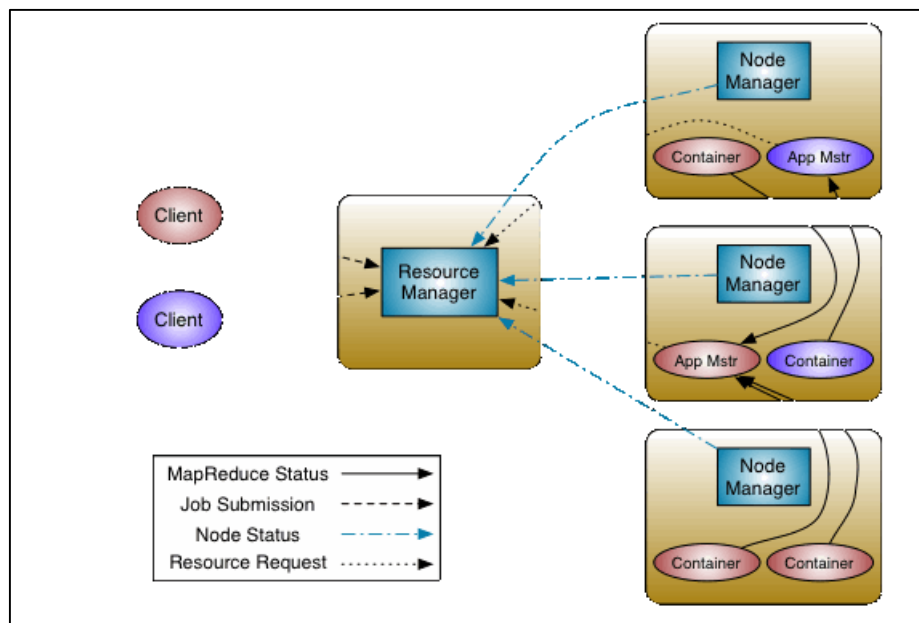 Node
Manager
Container
App Mstr
Client
Client
Resource
Manager
Node
Manager
App Mstr
Container
Node
Manager
Container
Container
MapReduce Status
Job Submission
Node Status
Resource Request